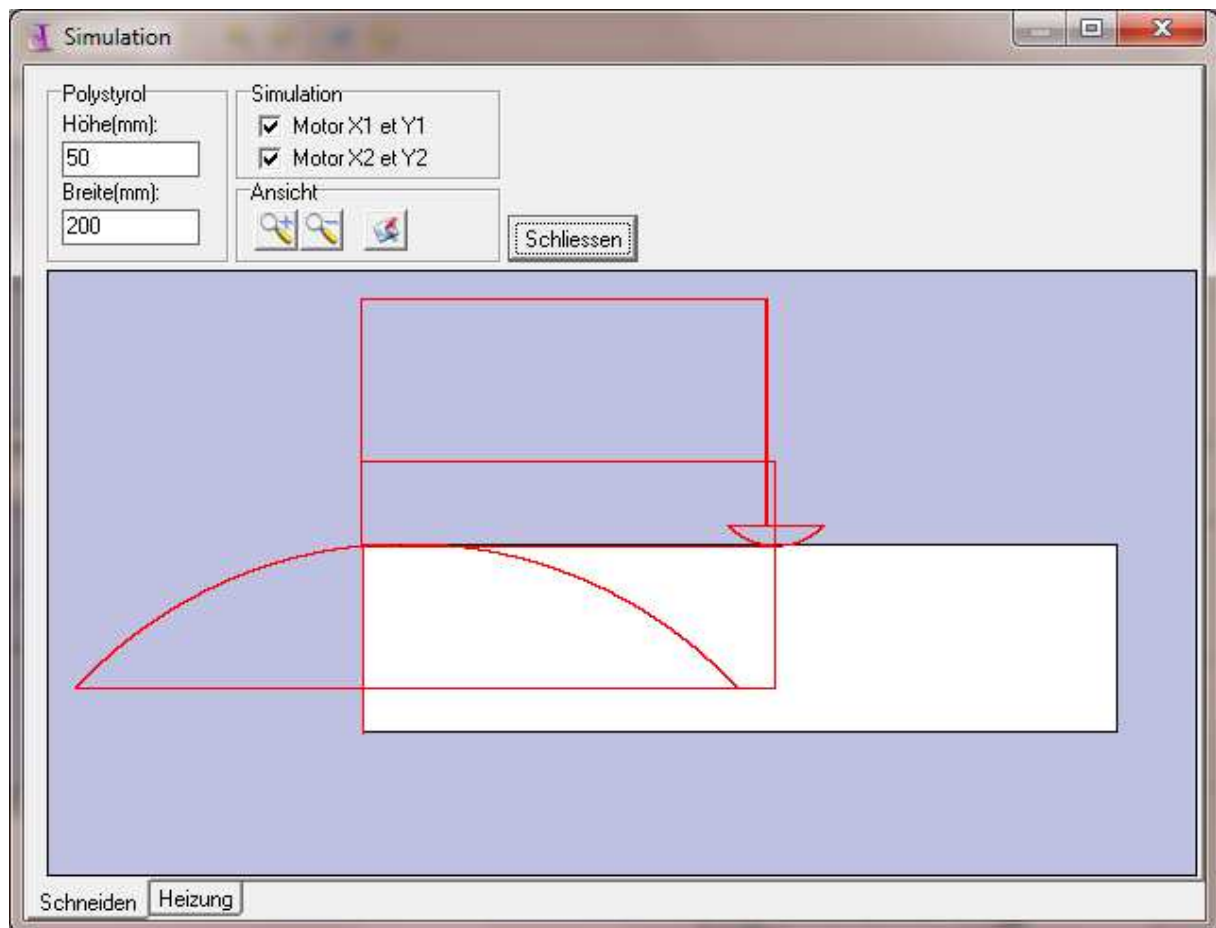 Simulation
Polystyrol
Höhe(mm):
50
Breite(mm):
200
Simulation
Motor X1 et Y1
Motor X2 et Y2
Ansicht
Schliessen
Schneiden
Heizung